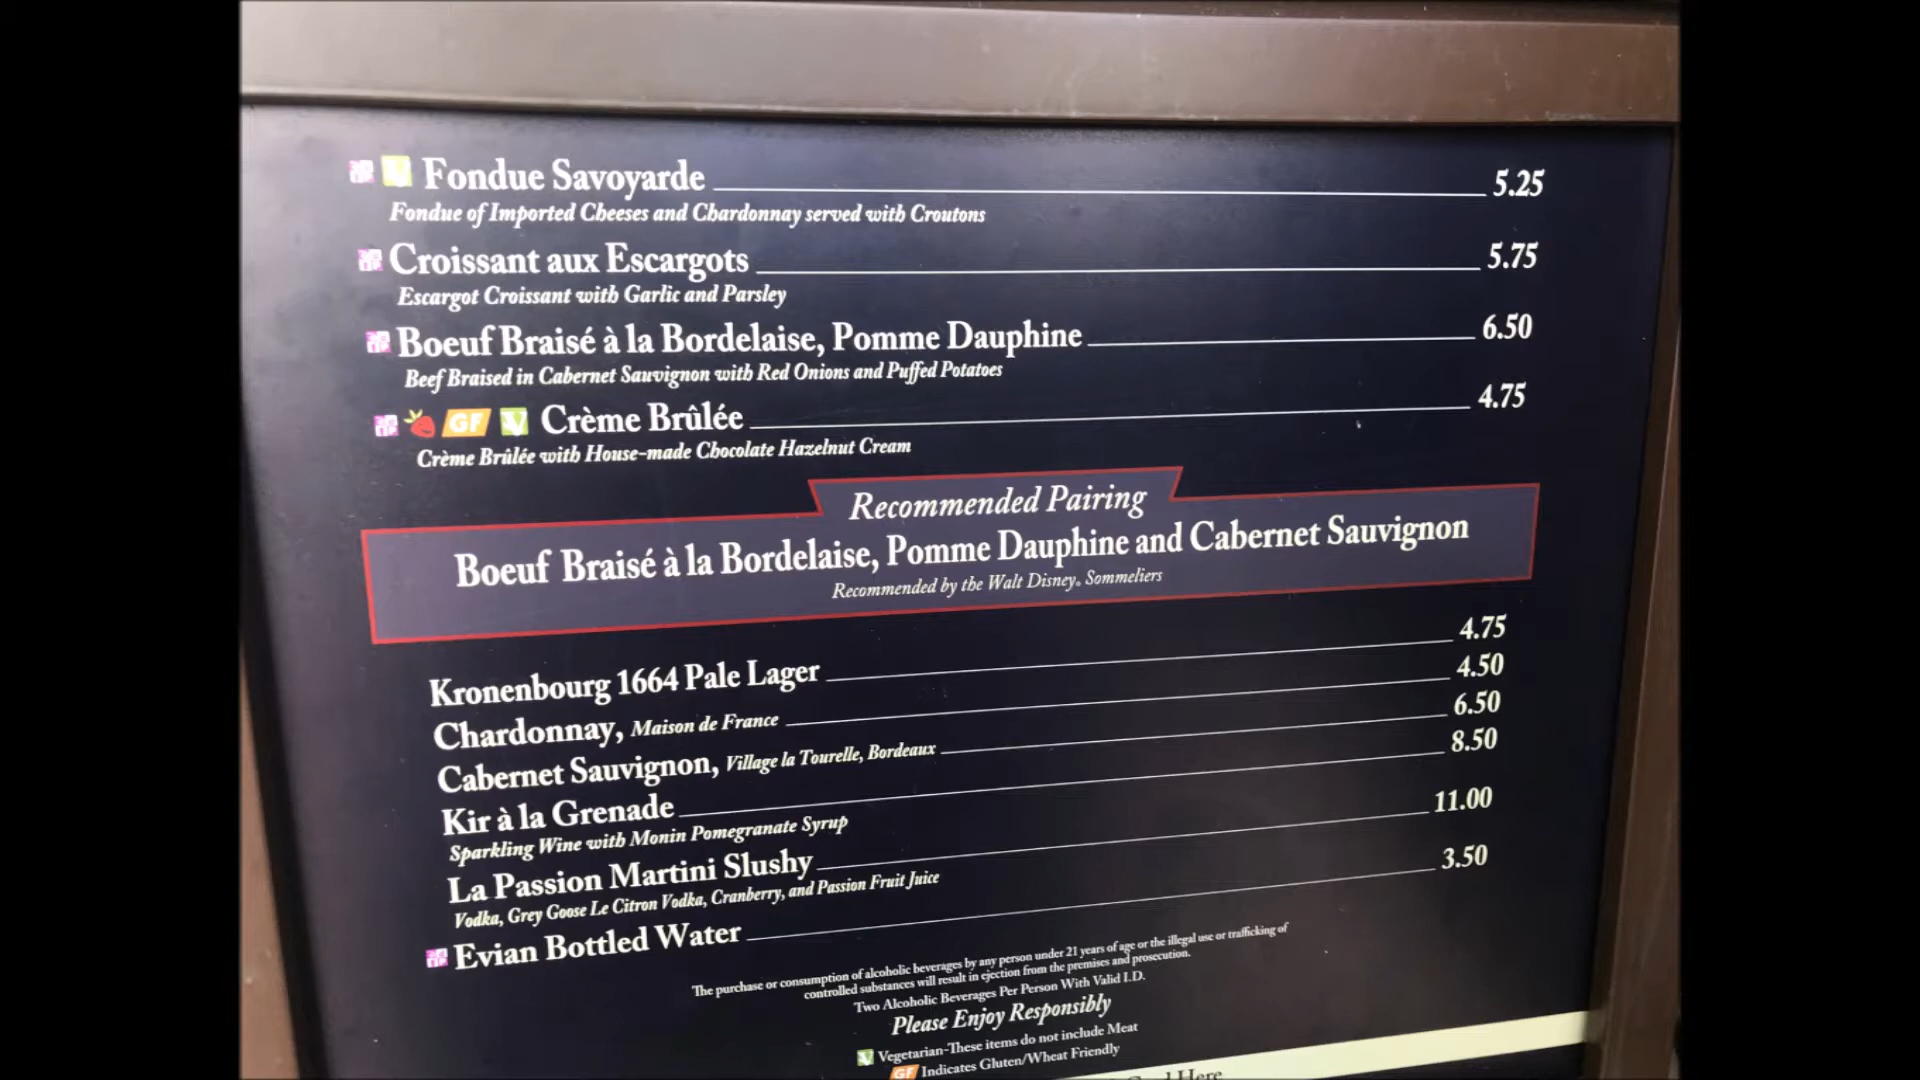 V Fondue Savoyarde 5.25
Fondue of Imported Cheeses and Chardonnay served with Croutons
Croissant aux Escargots 5.75
Escargot Croissant with Garlic and Parsley
Boeuf Braisé à la Bordelaise, Pomme Dauphine 6.50
Beef Braised in Cabernet Sauvignon with Red Onions and Puffed Potatoes
GF V Crème Brûlée 4.75
Crème Brûlée with House-made Chocolate Hazelnut Cream
Recommended Pairing
Boeuf Braisé à la Bordelaise, Pomme Dauphine and Cabernet Sauvignon
Recommended by the Walt Disney® Sommeliers
Kronenbourg 1664 Pale Lager 4.75
Chardonnay, Maison de France 4.50
Cabernet Sauvignon, Village la Tourelle, Bordeaux 6.50
Kir à la Grenade 8.50
Sparkling Wine with Monin Pomegranate Syrup
La Passion Martini Slushy 11.00
Vodka, Grey Goose Le Citron Vodka, Cranberry, and Passion Fruit Juice
Evian Bottled Water 3.50
The purchase or consumption of alcoholic beverages by any person under 21 years of age or the illegal use or trafficking of
controlled substances will result in ejection from the premises and prosecution.
Two Alcoholic Beverages Per Person With Valid I.D.
Please Enjoy Responsibly
V Vegetarian-These items do not include Meat
GF Indicates Gluten/Wheat Friendly
Here